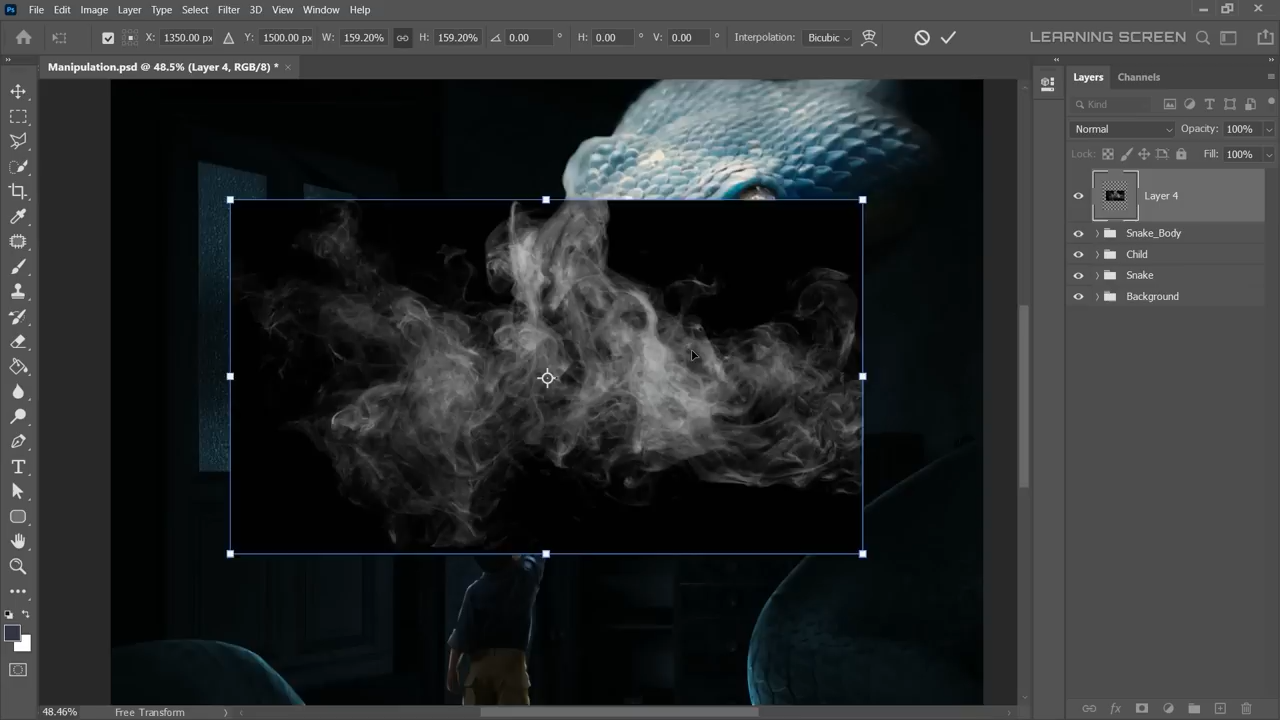 Ps File Edit Image Layer Type Select Filter 3D View Window Help
X: 1350.00 px Y: 1500.00 px W: 159.20% H: 159.20% 0.00 ° H: 0.00 ° V: 0.00 ° Interpolation: Bicubic LEARNING SCREEN
Manipulation.psd @ 48.5% (Layer 4, RGB/8) * ×
Layers Channels
Kind
Normal Opacity: 100%
Lock: Fill: 100%
Layer 4
Snake_Body
Child
Snake
Background
48.46% Free Transform